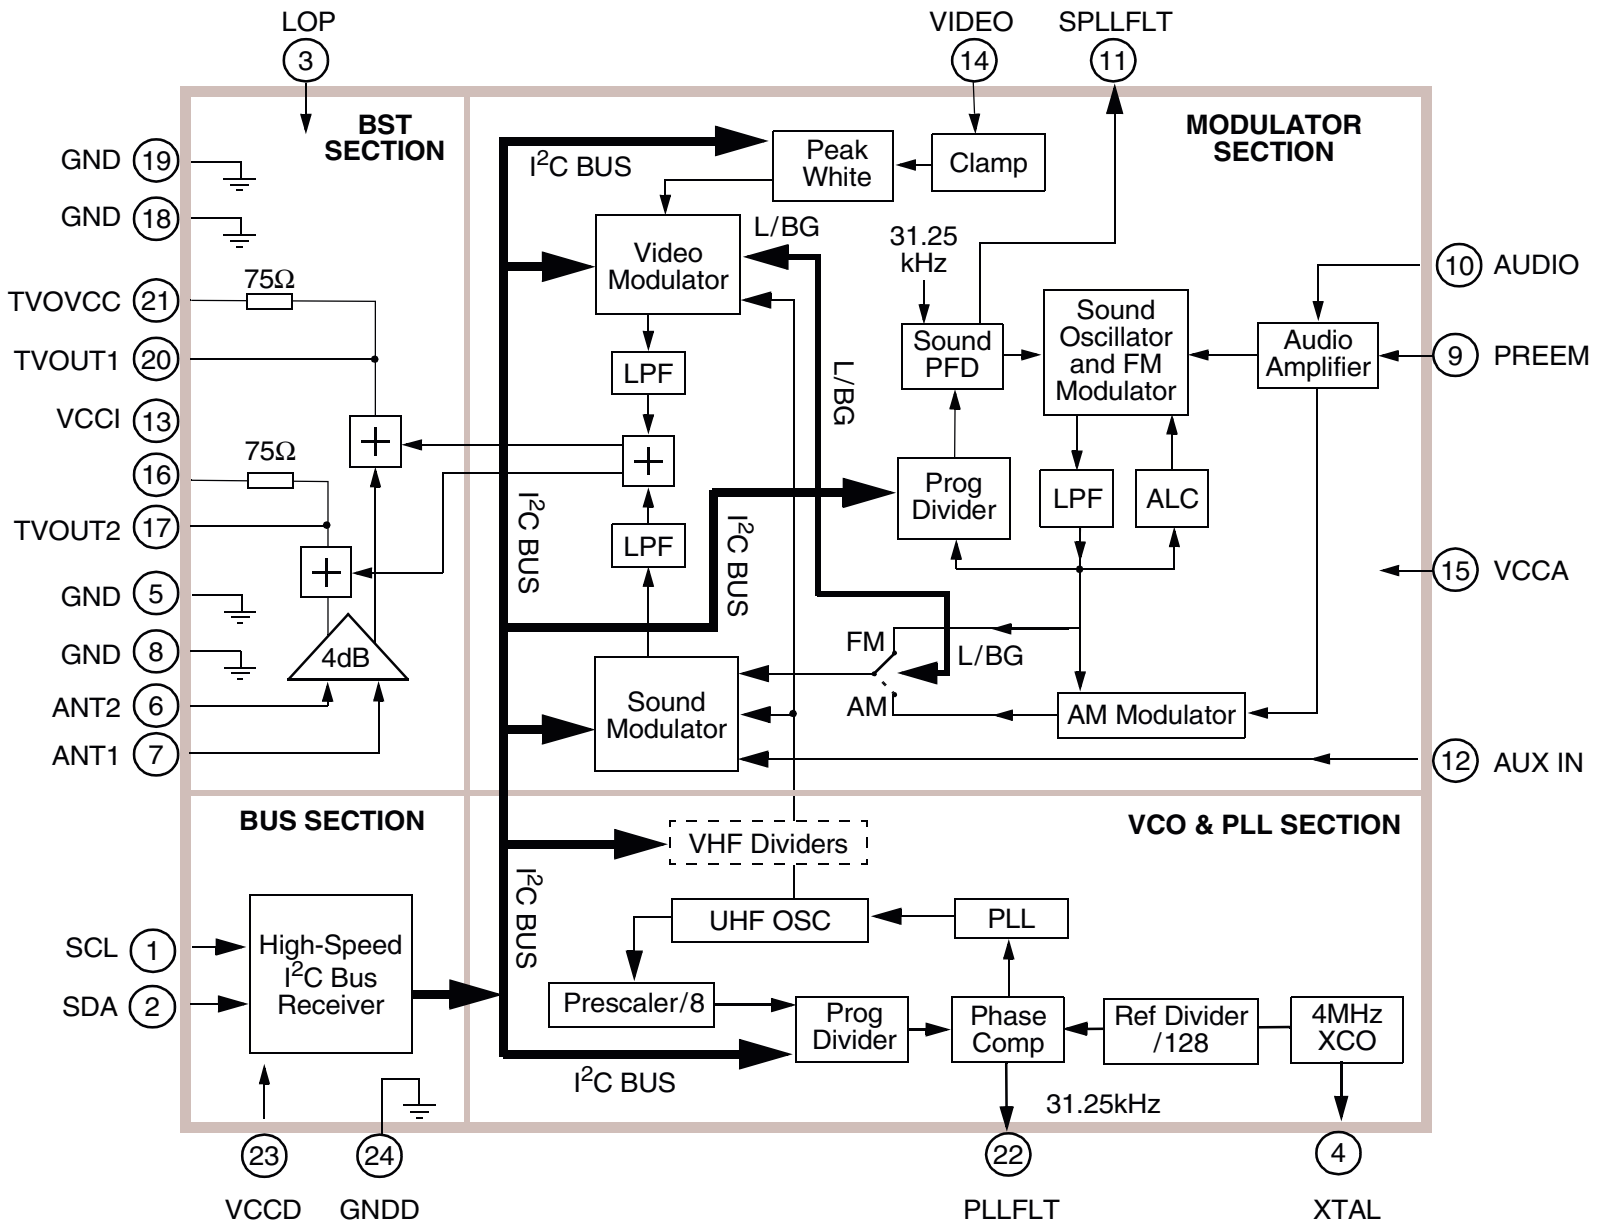 LOP
3
VIDEO
14
SPLLFLT
11
BST
SECTION
MODULATOR
SECTION
GND 19
GND 18
TVOVCC 21
75Ω
TVOUT1 20
VCCI 13
75Ω
16
TVOUT2 17
GND 5
GND 8
ANT2 6
ANT1 7
+
+
4dB
I²C BUS
Peak
White
Clamp
Video
Modulator
L/BG
31.25
kHz
LPF
+
LPF
L/BG
Sound
PFD
Sound
Oscillator
and FM
Modulator
Audio
Amplifier
10 AUDIO
9 PREEM
Prog
Divider
LPF
ALC
I²C BUS
I²C BUS
15 VCCA
FM
L/BG
AM
Sound
Modulator
AM Modulator
12 AUX IN
BUS SECTION
VCO & PLL SECTION
VHF Dividers
I²C BUS
UHF OSC
PLL
SCL 1
SDA 2
High-Speed
I²C Bus
Receiver
Prescaler/8
Prog
Divider
Phase
Comp
Ref Divider
/128
4MHz
XCO
I²C BUS
31.25kHz
23
VCCD
24
GNDD
22
PLLFLT
4
XTAL